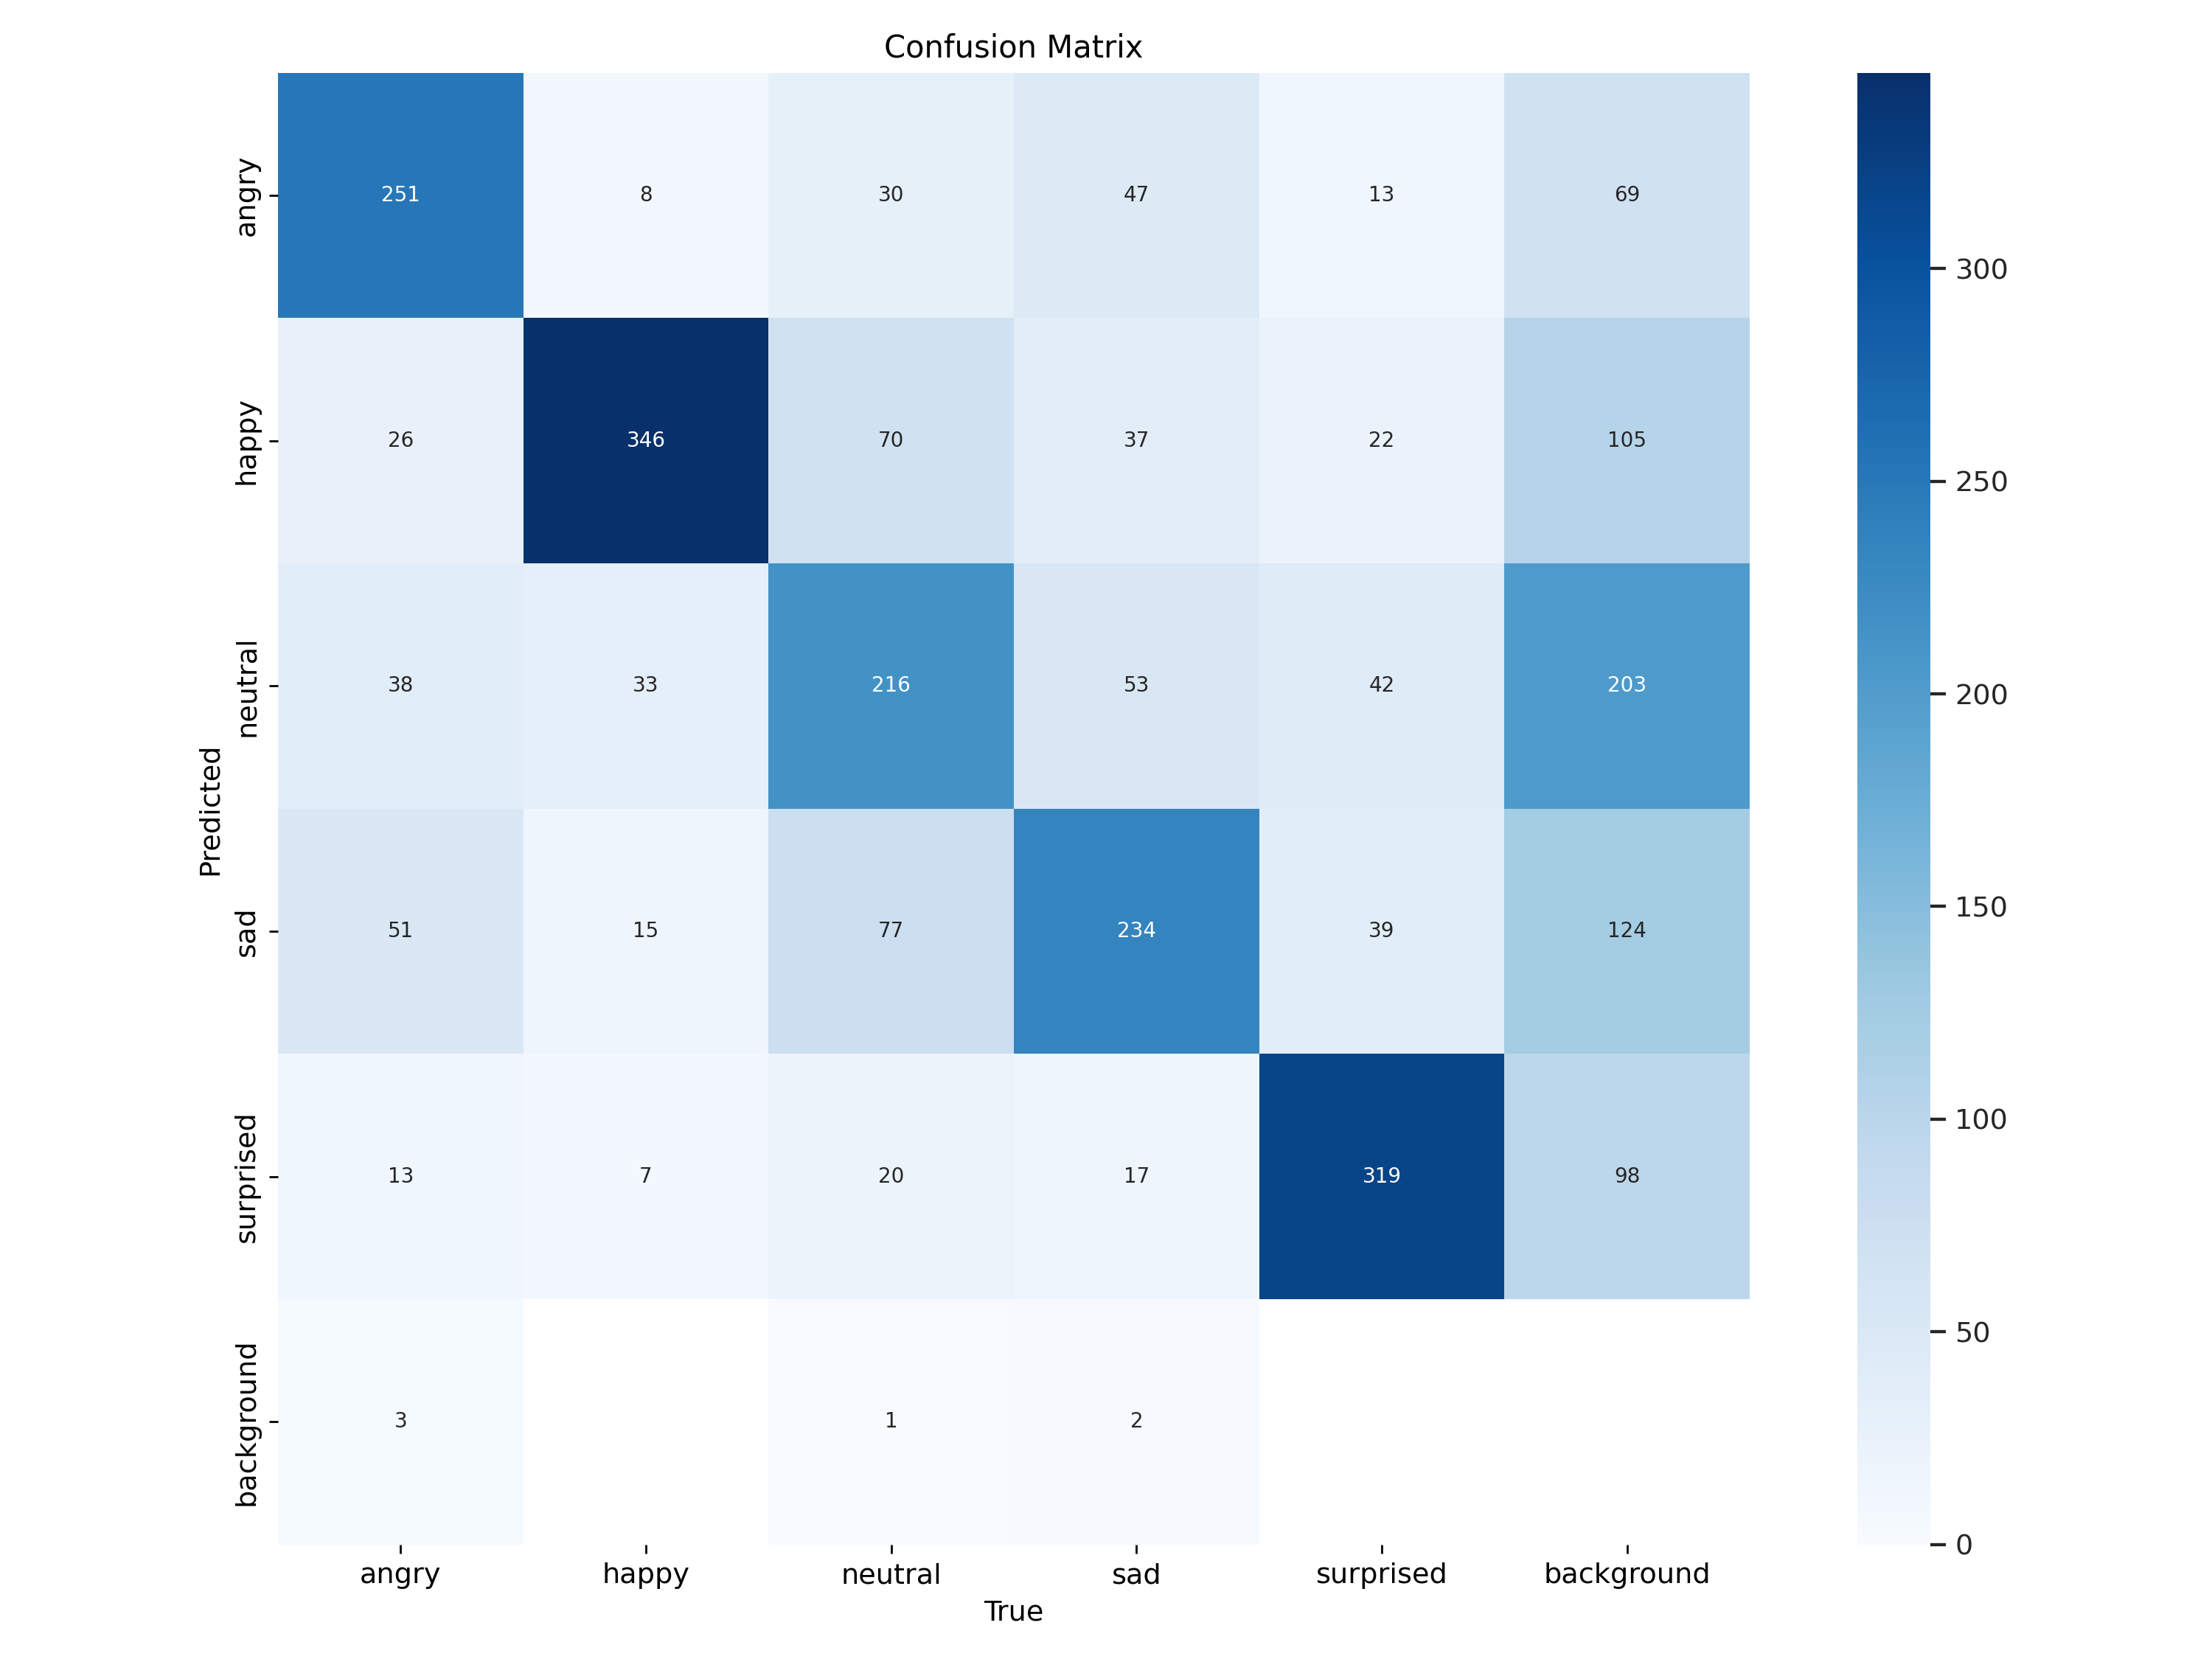 Confusion Matrix
angry 251 8 30 47 13 69
happy 26 346 70 37 22 105
neutral 38 33 216 53 42 203
sad 51 15 77 234 39 124
surprised 13 7 20 17 319 98
background 3 1 2
angry happy neutral sad surprised background
True
Predicted
300
250
200
150
100
50
0